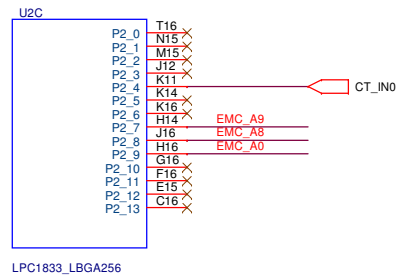 U2C
P2_0 T16
P2_1 N15
P2_2 M15
P2_3 J12
P2_4 K11 CT_IN0
P2_5 K14
P2_6 K16
P2_7 H14 EMC_A9
P2_8 J16 EMC_A8
P2_9 H16 EMC_A0
P2_10 G16
P2_11 F16
P2_12 E15
P2_13 C16
LPC1833_LBGA256